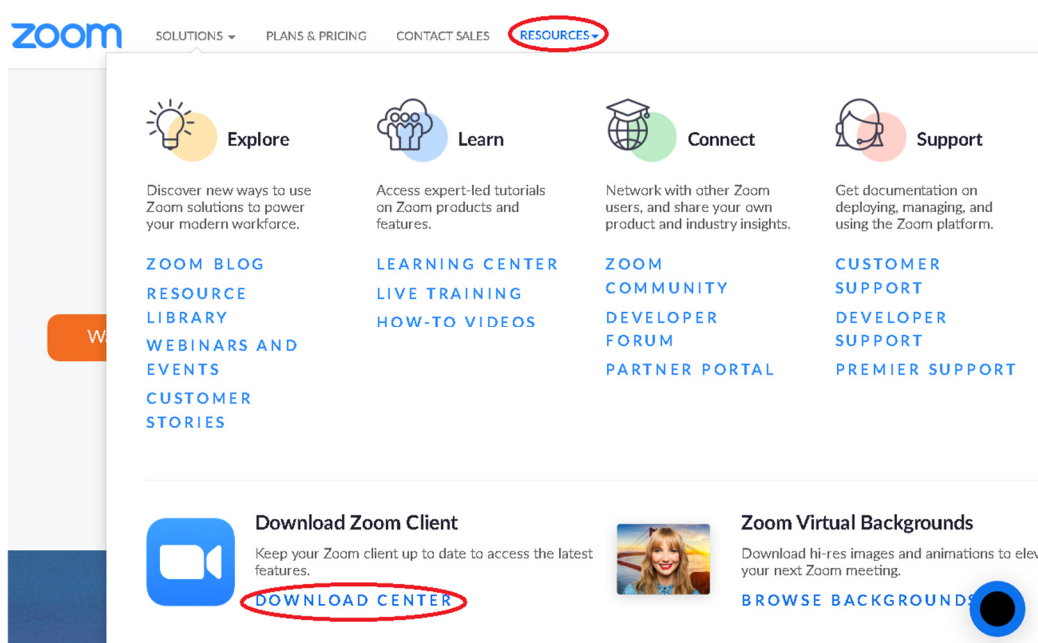 zoom SOLUTIONS PLANS & PRICING CONTACT SALES RESOURCES
Explore
Discover new ways to use
Zoom solutions to power
your modern workforce.
ZOOM BLOG
RESOURCE
LIBRARY
WEBINARS AND
EVENTS
CUSTOMER
STORIES
Learn
Access expert-led tutorials
on Zoom products and
features.
LEARNING CENTER
LIVE TRAINING
HOW-TO VIDEOS
Connect
Network with other Zoom
users, and share your own
product and industry insights.
ZOOM
COMMUNITY
DEVELOPER
FORUM
PARTNER PORTAL
Support
Get documentation on
deploying, managing, and
using the Zoom platform.
CUSTOMER
SUPPORT
DEVELOPER
SUPPORT
PREMIER SUPPORT
Download Zoom Client
Keep your Zoom client up to date to access the latest
features.
DOWNLOAD CENTER
Zoom Virtual Backgrounds
Download hi-res images and animations to
your next Zoom meeting.
BROWSE BACKGROUNDS